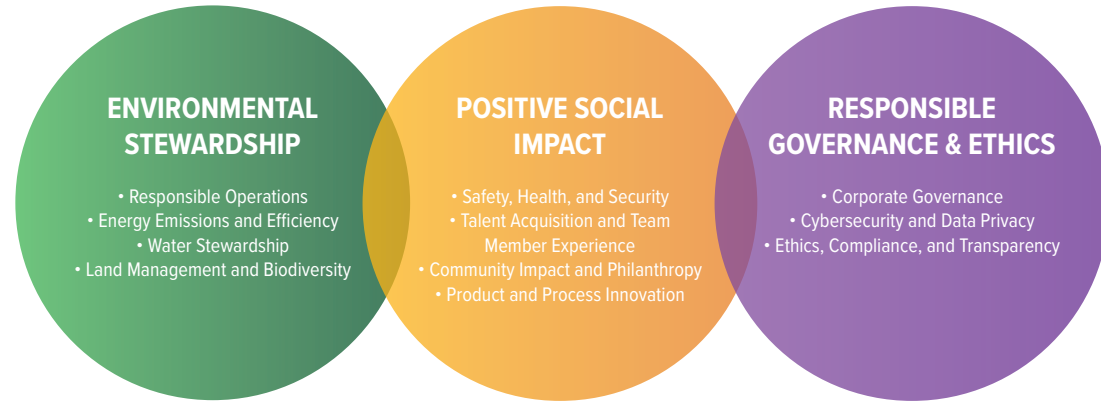 ENVIRONMENTAL
STEWARDSHIP
• Responsible Operations
• Energy Emissions and Efficiency
• Water Stewardship
• Land Management and Biodiversity
POSITIVE SOCIAL
IMPACT
• Safety, Health, and Security
• Talent Acquisition and Team
Member Experience
• Community Impact and Philanthropy
• Product and Process Innovation
RESPONSIBLE
GOVERNANCE & ETHICS
• Corporate Governance
• Cybersecurity and Data Privacy
• Ethics, Compliance, and Transparency